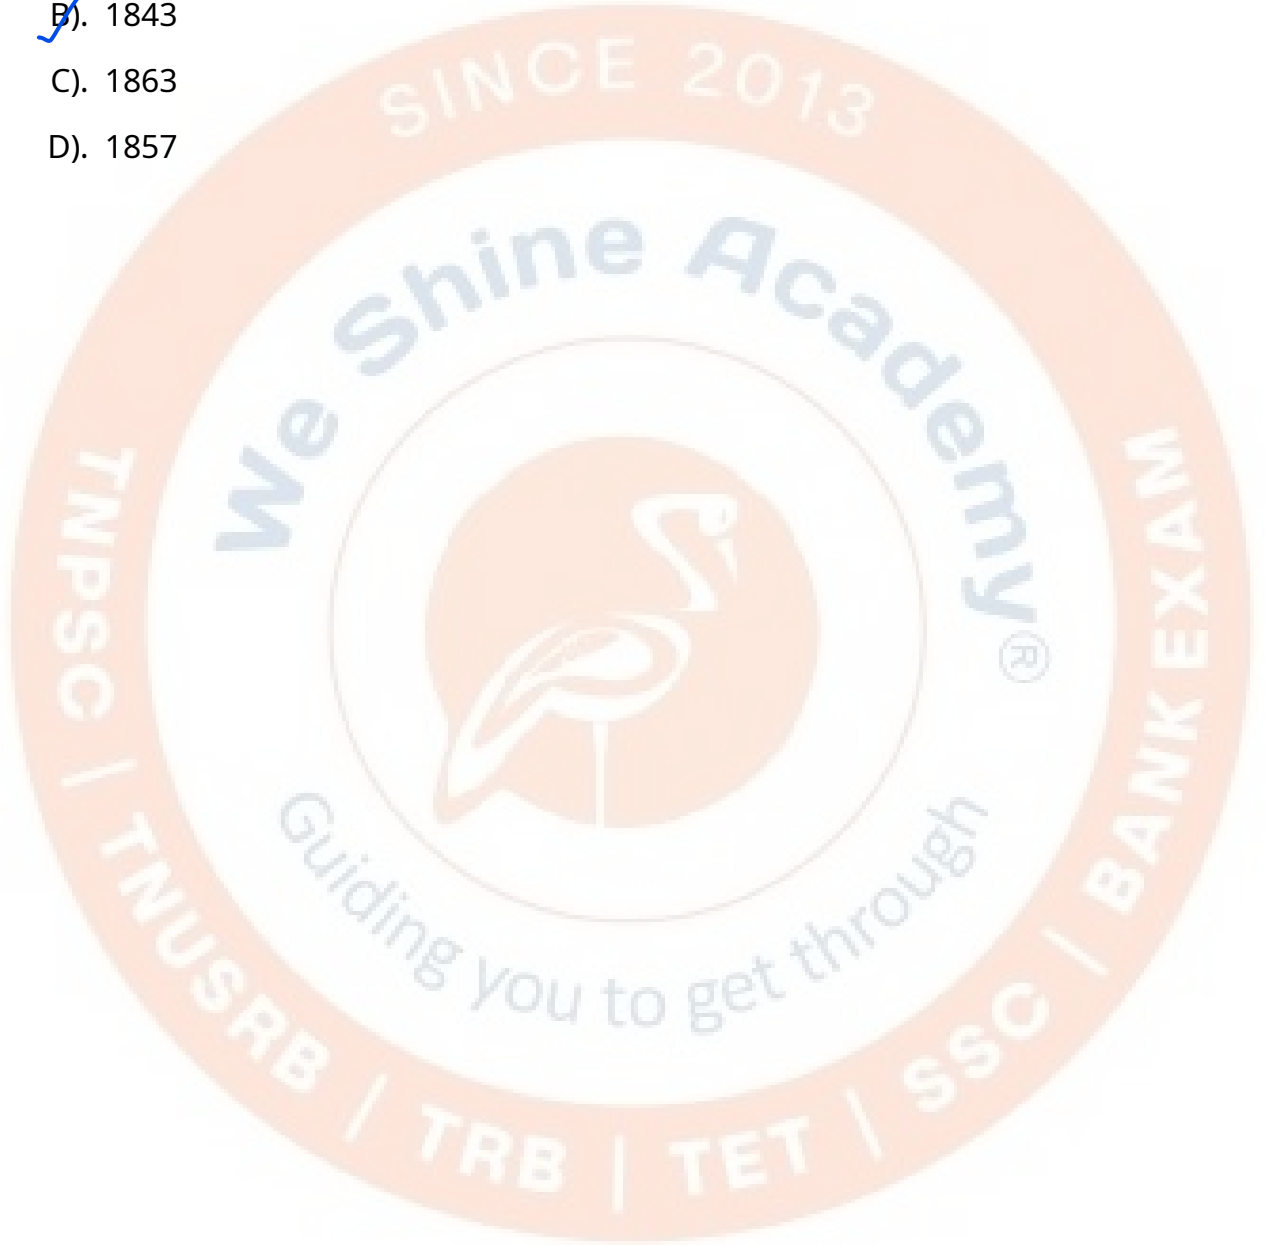 B). 1843
C). 1863
D). 1857
SINCE 2013
We Shine Academy®
Guiding you to get through
TNPSC | TNUSRB | TRB | TET | SSC | BANK EXAM